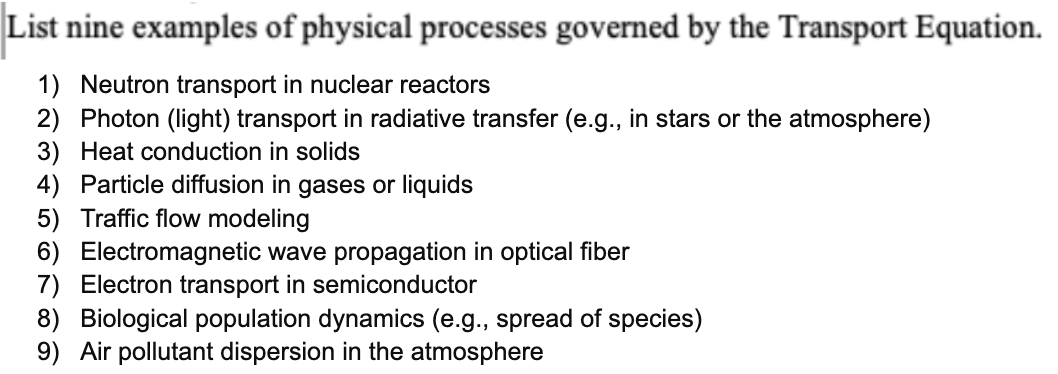 List nine examples of physical processes governed by the Transport Equation.
1) Neutron transport in nuclear reactors
2) Photon (light) transport in radiative transfer (e.g., in stars or the atmosphere)
3) Heat conduction in solids
4) Particle diffusion in gases or liquids
5) Traffic flow modeling
6) Electromagnetic wave propagation in optical fiber
7) Electron transport in semiconductor
8) Biological population dynamics (e.g., spread of species)
9) Air pollutant dispersion in the atmosphere